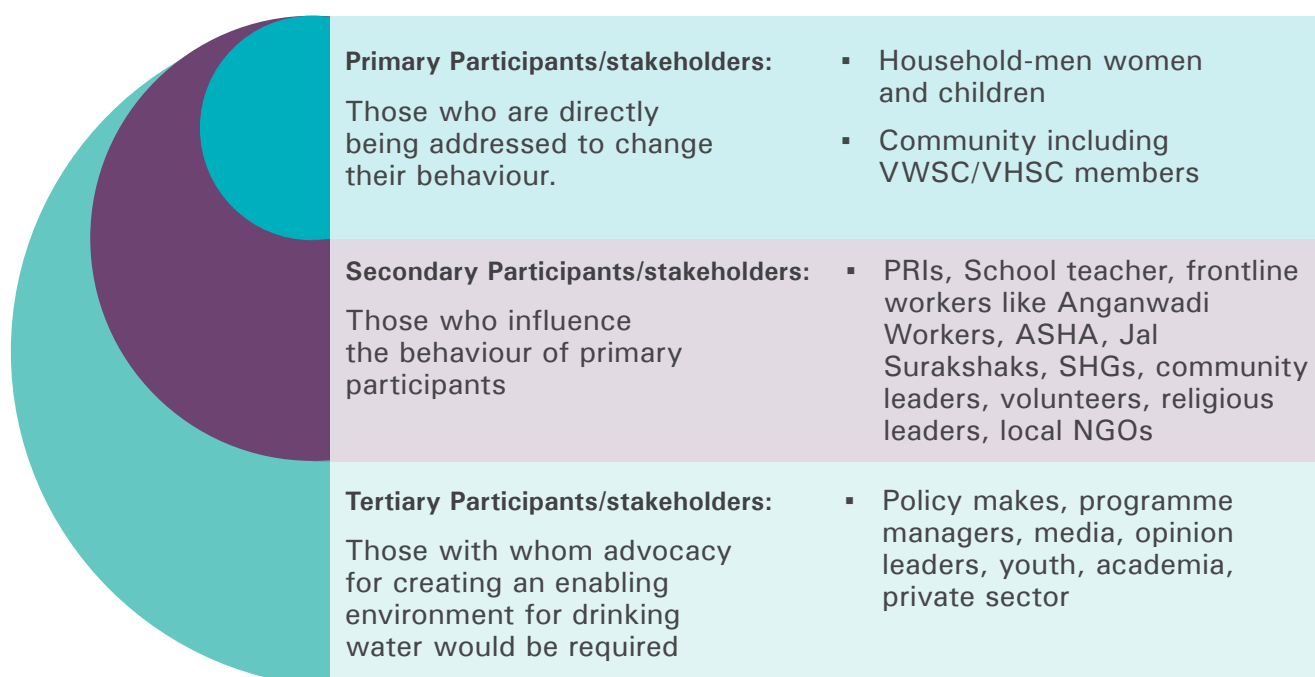 Primary Participants/stakeholders:
Those who are directly
being addressed to change
their behaviour.
▪ Household-men women
and children
▪ Community including
VWSC/VHSC members
Secondary Participants/stakeholders:
Those who influence
the behaviour of primary
participants
▪ PRIs, School teacher, frontline
workers like Anganwadi
Workers, ASHA, Jal
Surakshaks, SHGs, community
leaders, volunteers, religious
leaders, local NGOs
Tertiary Participants/stakeholders:
Those with whom advocacy
for creating an enabling
environment for drinking
water would be required
▪ Policy makes, programme
managers, media, opinion
leaders, youth, academia,
private sector